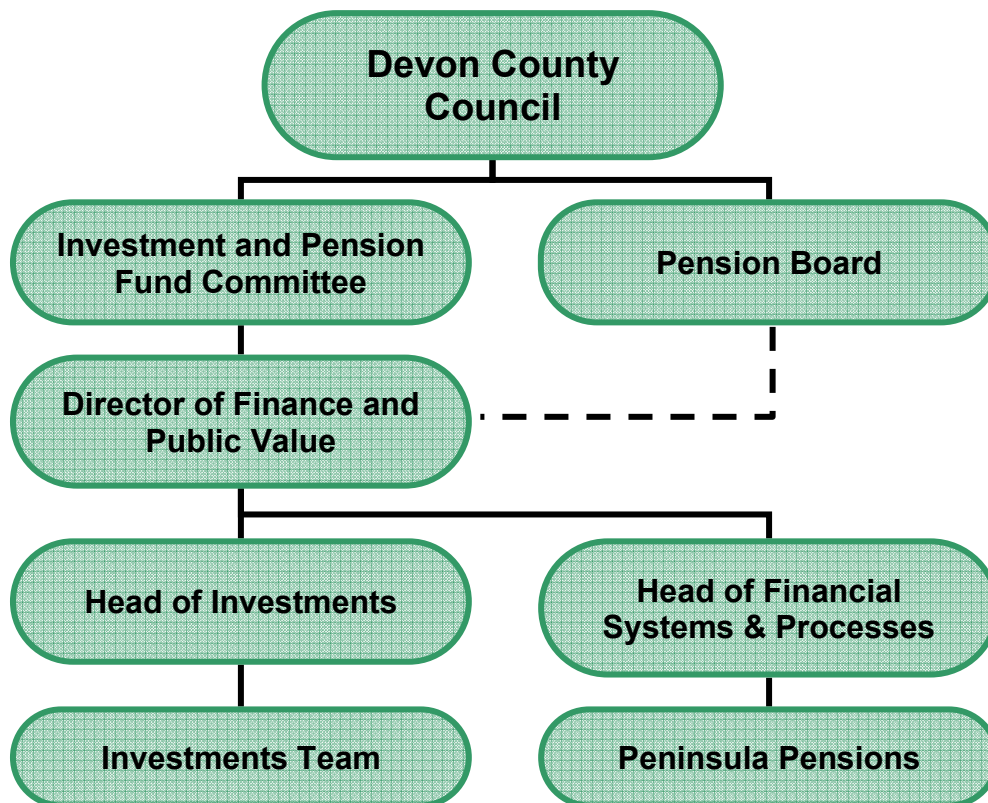 Devon County
Council
Investment and Pension
Fund Committee
Pension Board
Director of Finance and
Public Value
Head of Investments
Head of Financial
Systems & Processes
Investments Team
Peninsula Pensions